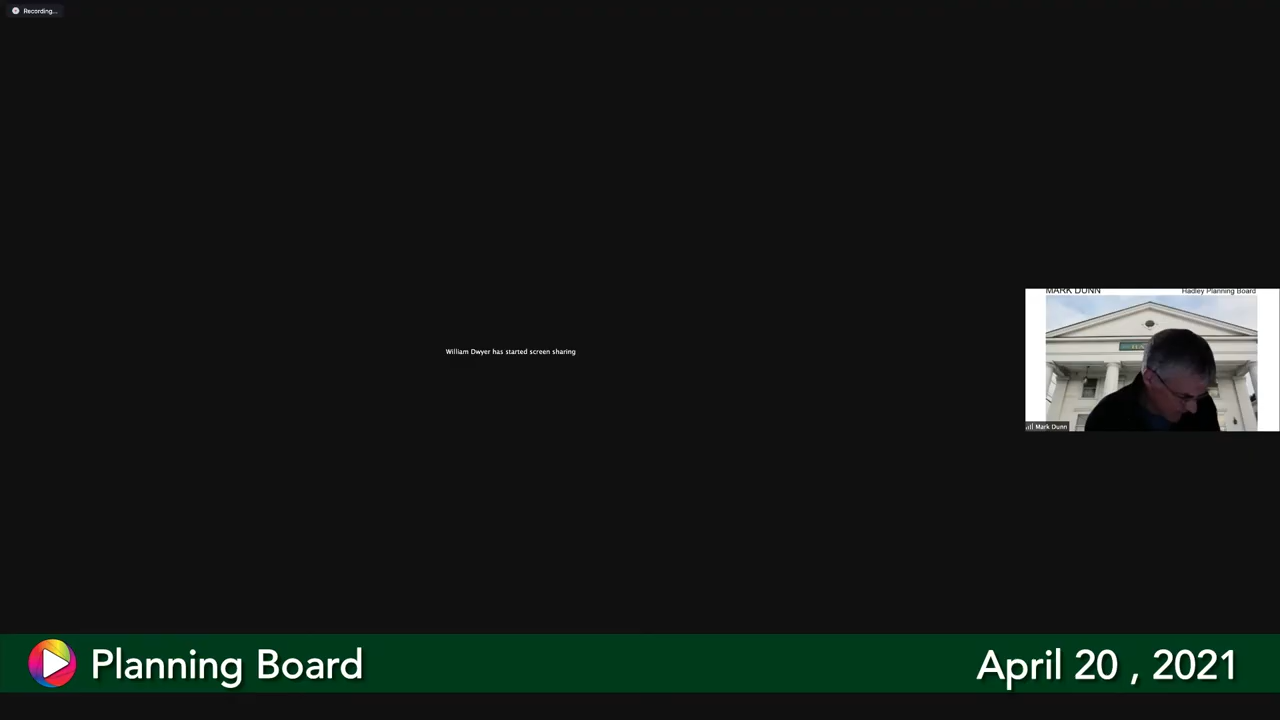 Recording...
MARK DUNN
Hadley Planning Board
William Dwyer has started screen sharing
Mark Dunn
Planning Board
April 20 , 2021